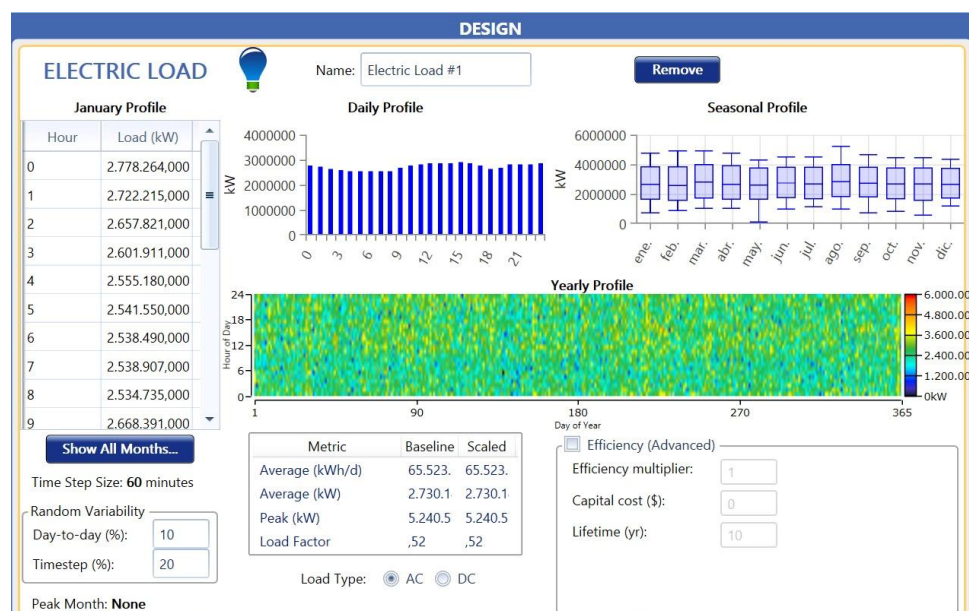 DESIGN
ELECTRIC LOAD
Name: Electric Load #1
Remove
January Profile
Hour Load (kW)
0 2.778.264,000
1 2.722.215,000
2 2.657.821,000
3 2.601.911,000
4 2.555.180,000
5 2.541.550,000
6 2.538.490,000
7 2.538.907,000
8 2.534.735,000
9 2.668.391,000
Show All Months...
Time Step Size: 60 minutes
Random Variability
Day-to-day (%): 10
Timestep (%): 20
Peak Month: None
Daily Profile
kW
4000000
3000000
2000000
1000000
0
0 3 6 9 12 15 18 21
Seasonal Profile
kW
6000000
4000000
2000000
0
ene. feb. mar. abr. may. jun. jul. ago. sep. oct. nov. dic.
Yearly Profile
Hour of Day
24
18
12
6
0
1 90 180 270 365
Day of Year
6.000.00
4.800.00
3.600.00
2.400.00
1.200.00
0kW
Metric Baseline Scaled
Average (kWh/d) 65.523. 65.523.
Average (kW) 2.730.1 2.730.1
Peak (kW) 5.240.5 5.240.5
Load Factor ,52 ,52
Load Type: AC DC
Efficiency (Advanced)
Efficiency multiplier: 1
Capital cost ($): 0
Lifetime (yr): 10